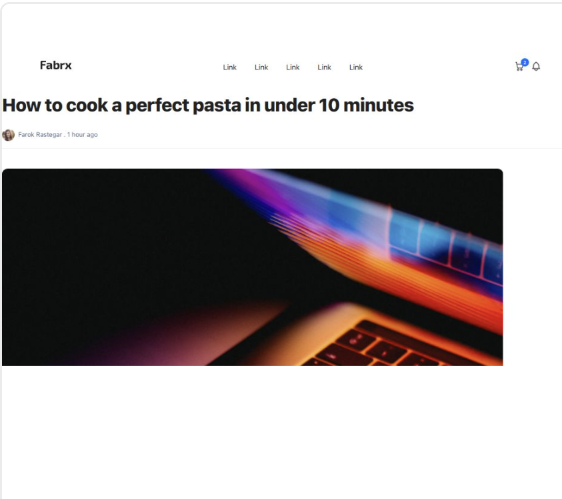 Fabrx
Link Link Link Link Link
2
How to cook a perfect pasta in under 10 minutes
Farok Rastegar . 1 hour ago